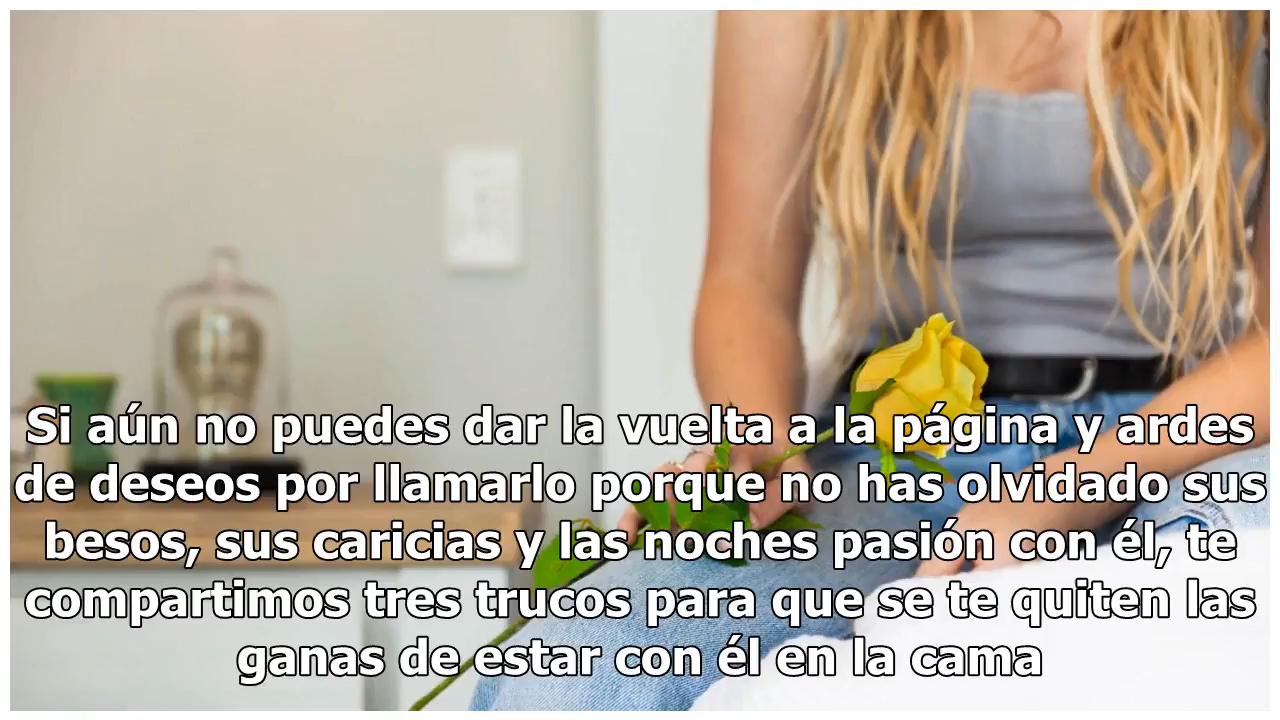 Si aún no puedes dar la vuelta a la página y ardes
de deseos por llamarlo porque no has olvidado sus
besos, sus caricias y las noches pasión con él, te
compartimos tres trucos para que se te quiten las
ganas de estar con él en la cama